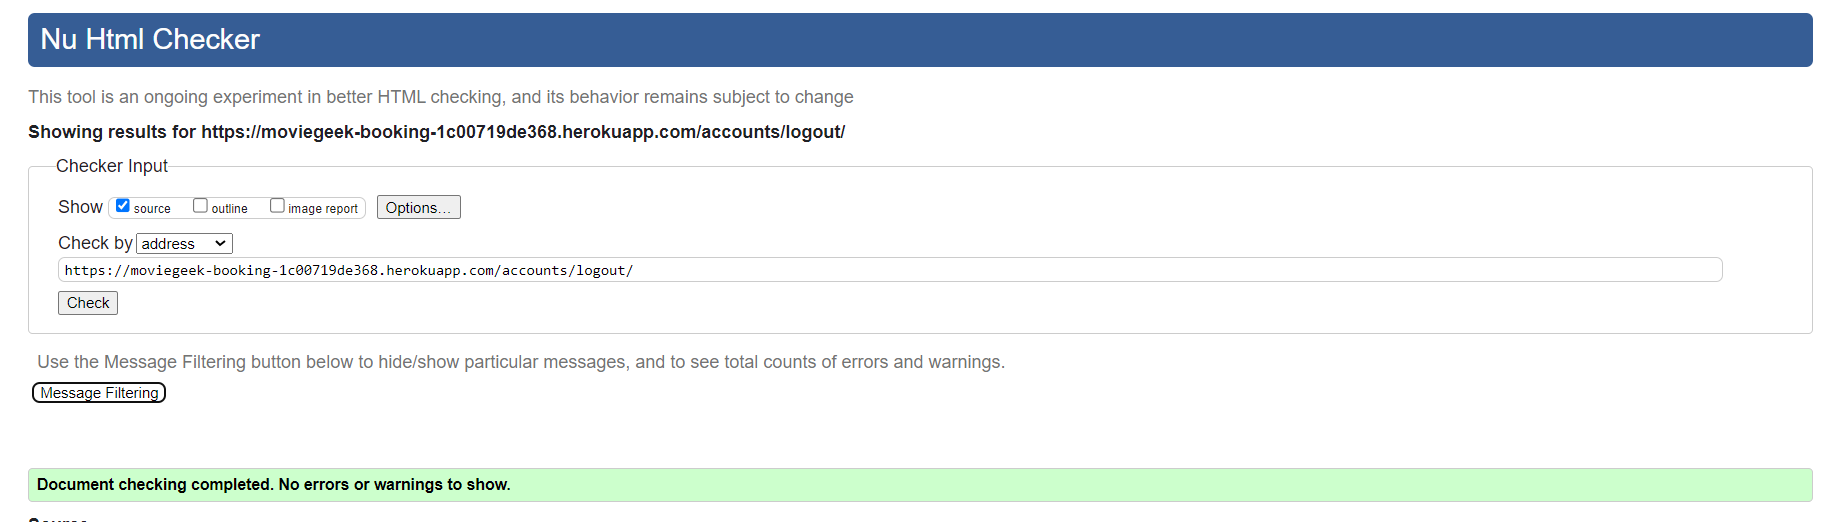 Nu Html Checker
This tool is an ongoing experiment in better HTML checking, and its behavior remains subject to change
Showing results for https://moviegeek-booking-1c00719de368.herokuapp.com/accounts/logout/
Checker Input
Show source outline image report Options...
Check by address
https://moviegeek-booking-1c00719de368.herokuapp.com/accounts/logout/
Check
Use the Message Filtering button below to hide/show particular messages, and to see total counts of errors and warnings.
Message Filtering
Document checking completed. No errors or warnings to show.